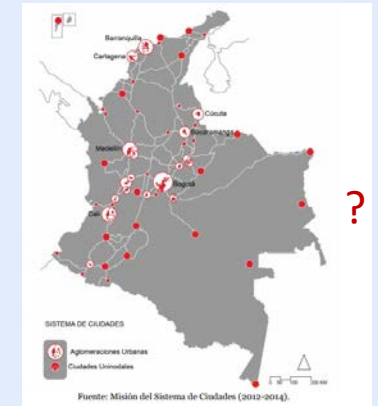 Barranquilla
Cartagena
Cúcuta
Bucaramanga
Medellín
Bogotá
Cali
?
SISTEMA DE CIUDADES
Aglomeraciones Urbanas
Ciudades Uninodales
Fuente: Misión del Sistema de Ciudades (2012-2014).